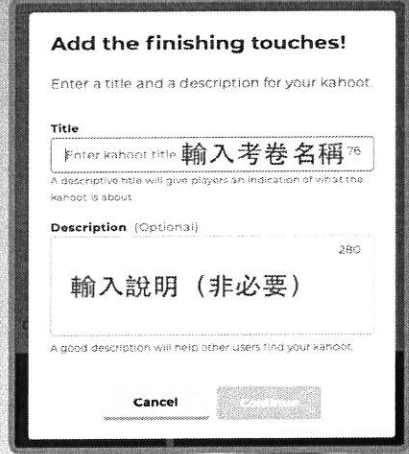 Add the finishing touches!
Enter a title and a description for your kahoot.
Title
Enter kahoot title 輸入考卷名稱 76
A descriptive title will give players an indication of what the
kahoot is about
Description (Optional)
280
輸入說明（非必要）
A good description will help other users find your kahoot.
Cancel
Continue